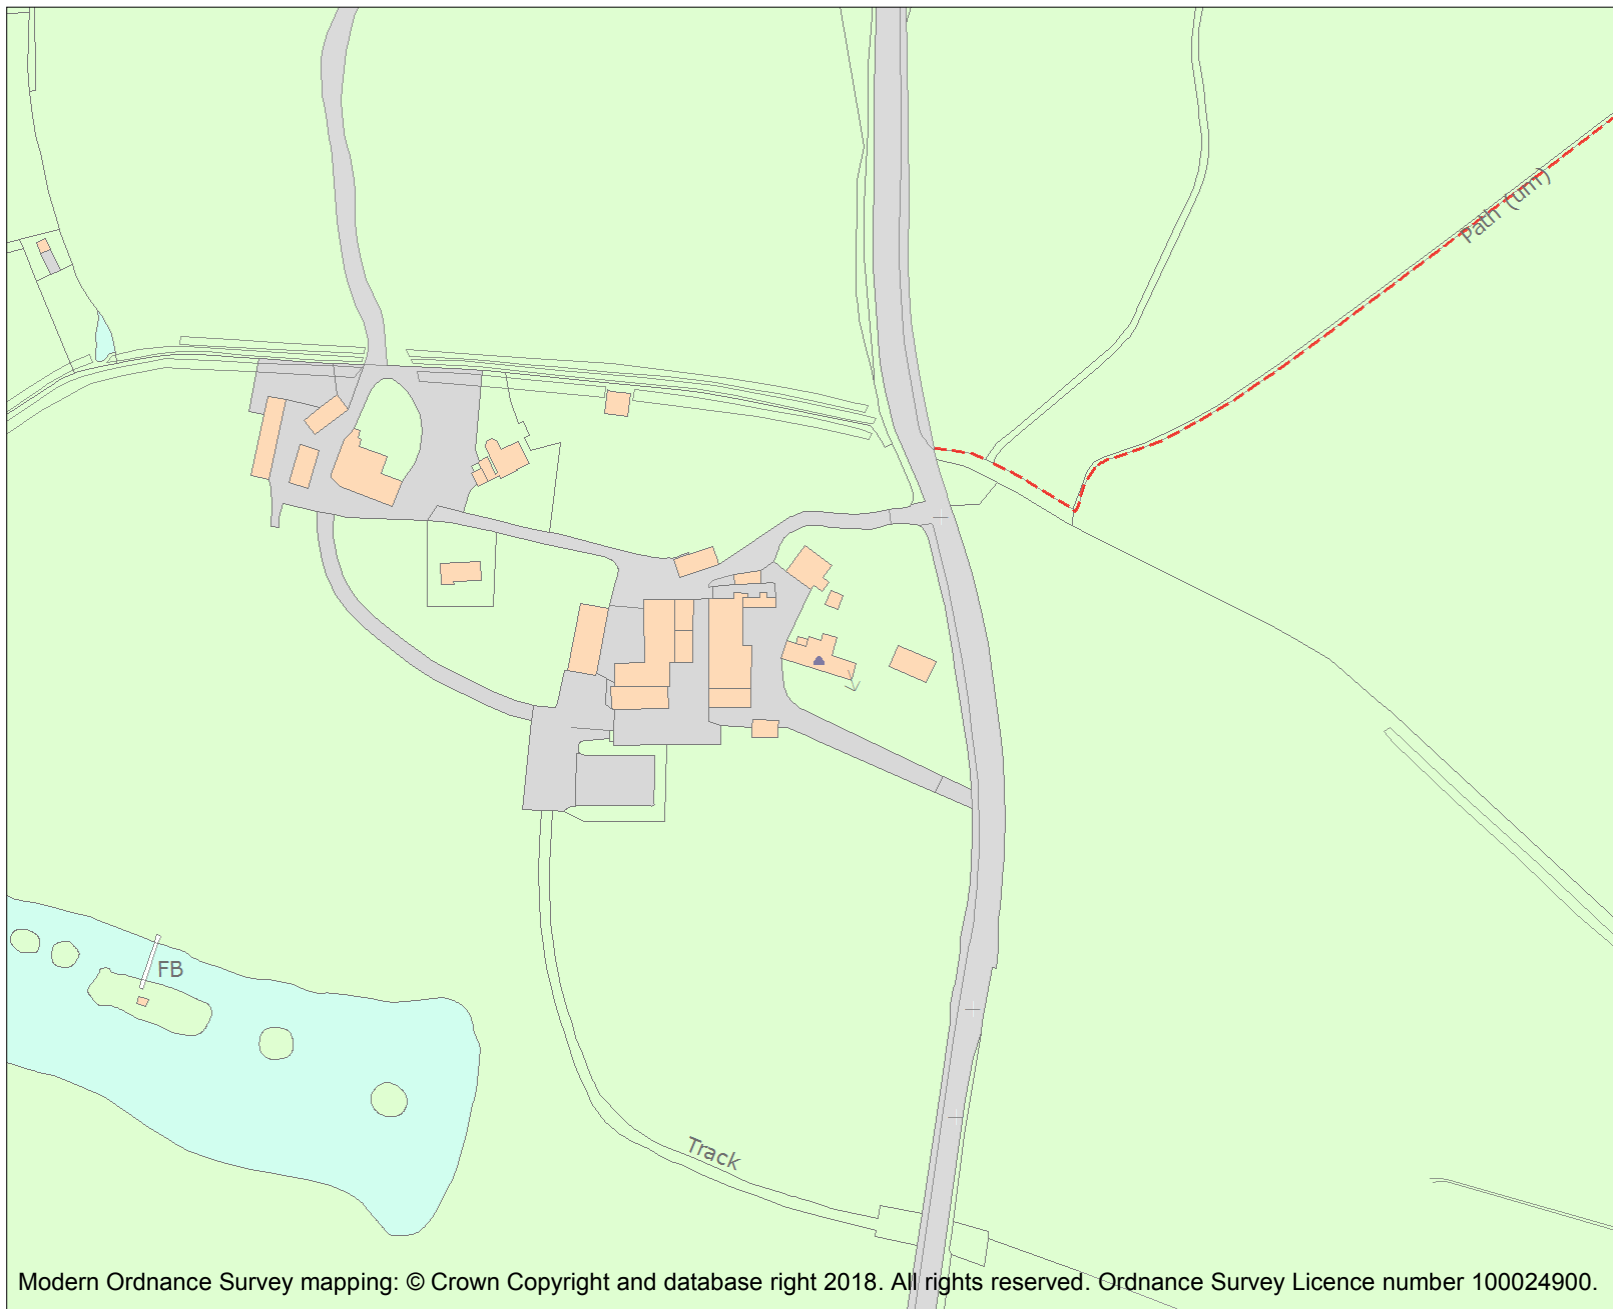 Path (um)
FB
Track
Modern Ordnance Survey mapping: © Crown Copyright and database right 2018. All rights reserved. Ordnance Survey Licence number 100024900.